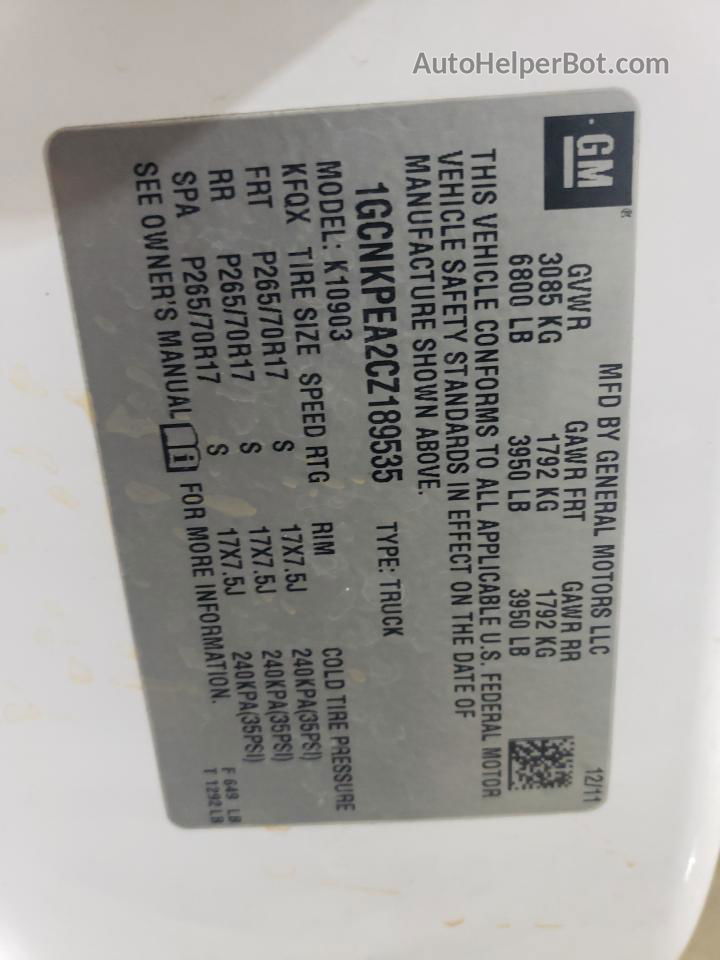 AutoHelperBot.com
GM ®
MFD BY GENERAL MOTORS LLC 12/11
GVWR GAWR FRT GAWR RR
3085 KG 1792 KG 1792 KG
6800 LB 3950 LB 3950 LB
THIS VEHICLE CONFORMS TO ALL APPLICABLE U.S. FEDERAL MOTOR
VEHICLE SAFETY STANDARDS IN EFFECT ON THE DATE OF
MANUFACTURE SHOWN ABOVE.
1GCNKPEA2CZ189535 TYPE: TRUCK
MODEL: K10903
KFQX TIRE SIZE SPEED RTG RIM COLD TIRE PRESSURE
FRT P265/70R17 S 17X7.5J 240KPA(35PSI)
RR P265/70R17 S 17X7.5J 240KPA(35PSI)
SPA P265/70R17 S 17X7.5J 240KPA(35PSI)
SEE OWNER'S MANUAL i FOR MORE INFORMATION.
F 649 LB
T 1292 LB